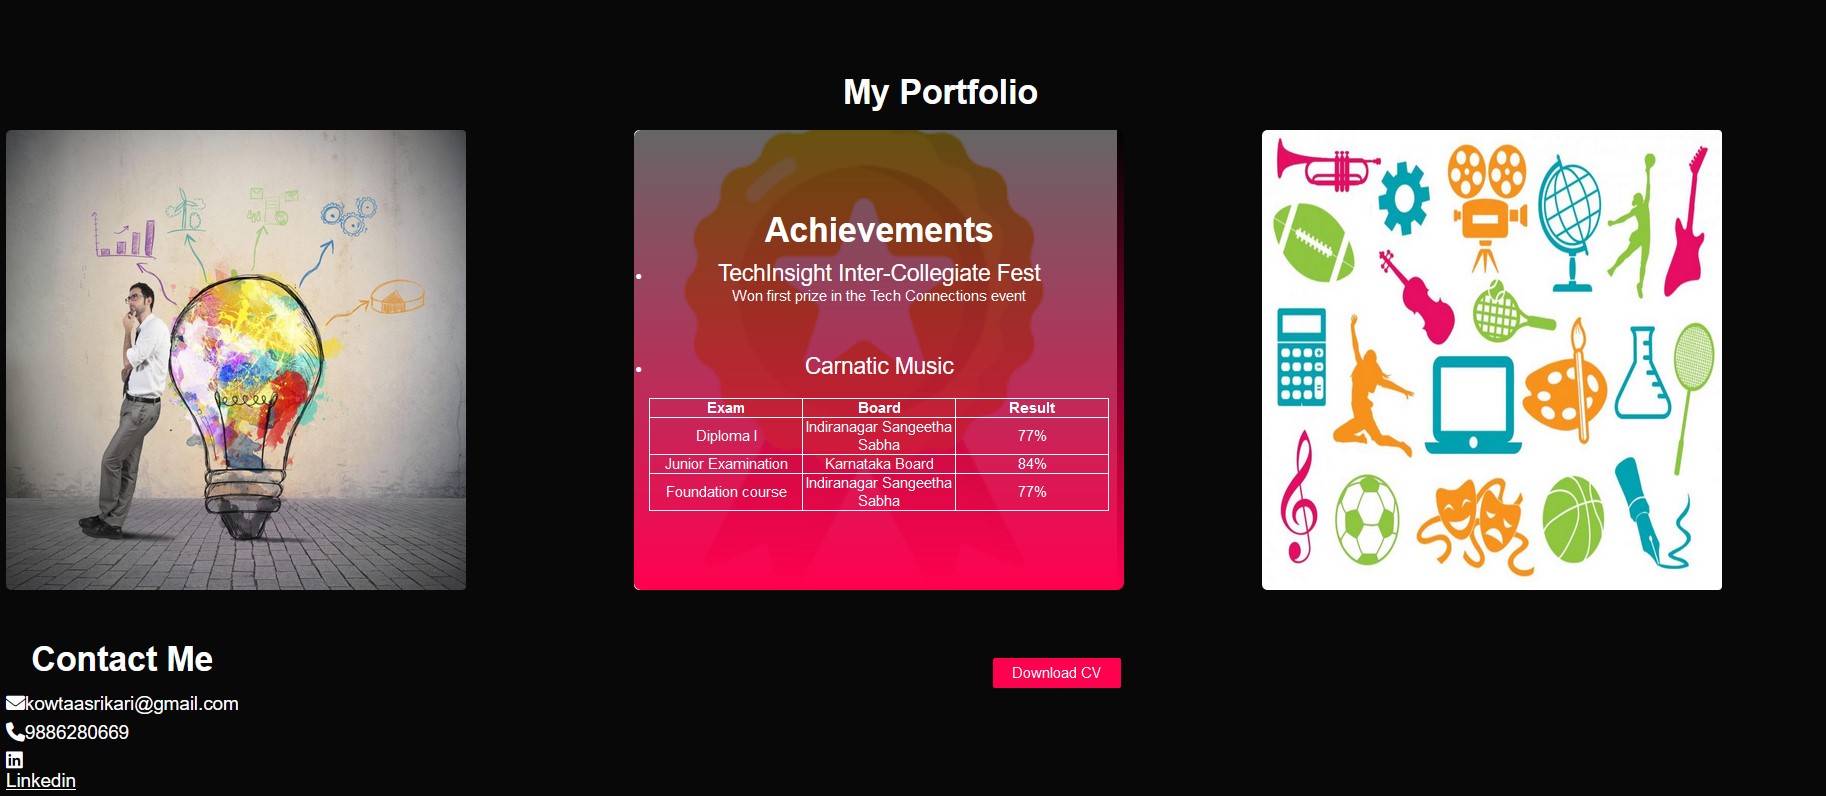 My Portfolio
Achievements
• TechInsight Inter-Collegiate Fest
Won first prize in the Tech Connections event
• Carnatic Music
Exam Board Result
Diploma I Indiranagar Sangeetha Sabha 77%
Junior Examination Karnataka Board 84%
Foundation course Indiranagar Sangeetha Sabha 77%
Contact Me
Download CV
kowtaasrikari@gmail.com
9886280669
Linkedin